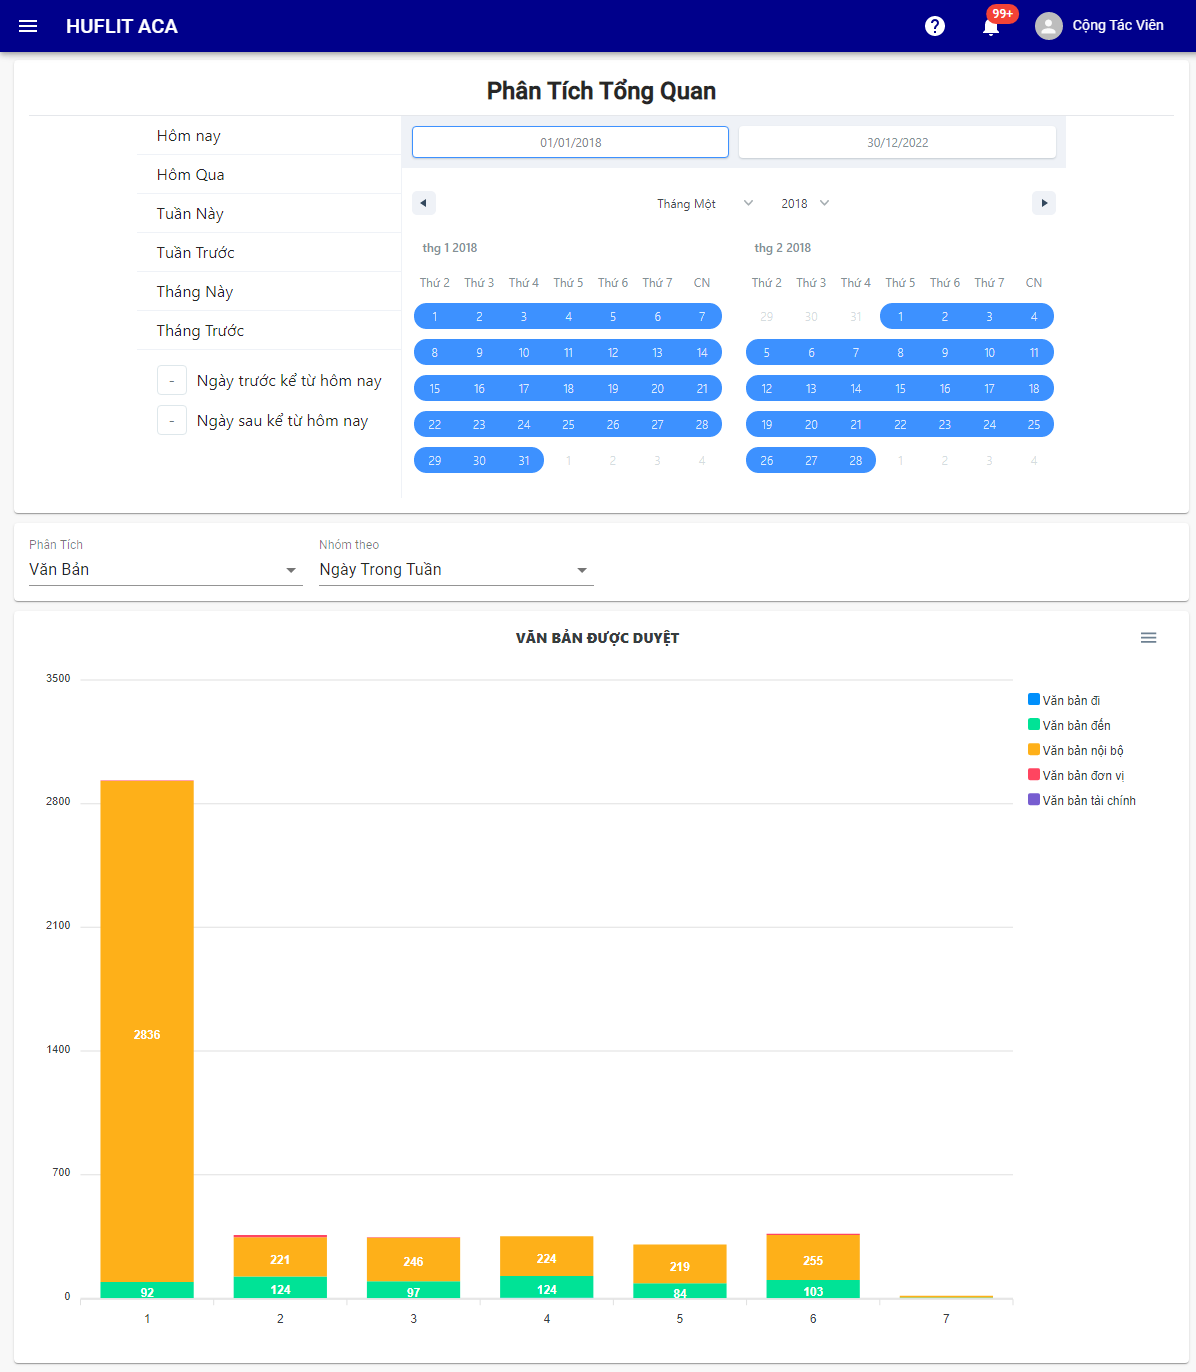 HUFLIT ACA
99+
Cộng Tác Viên
Phân Tích Tổng Quan
Hôm nay
Hôm Qua
Tuần Này
Tuần Trước
Tháng Này
Tháng Trước
- Ngày trước kể từ hôm nay
- Ngày sau kể từ hôm nay
01/01/2018 30/12/2022
Tháng Một 2018
thg 1 2018
Thứ 2 Thứ 3 Thứ 4 Thứ 5 Thứ 6 Thứ 7 CN
1 2 3 4 5 6 7
8 9 10 11 12 13 14
15 16 17 18 19 20 21
22 23 24 25 26 27 28
29 30 31 1 2 3 4
thg 2 2018
Thứ 2 Thứ 3 Thứ 4 Thứ 5 Thứ 6 Thứ 7 CN
29 30 31 1 2 3 4
5 6 7 8 9 10 11
12 13 14 15 16 17 18
19 20 21 22 23 24 25
26 27 28 1 2 3 4
Phân Tích
Văn Bản
Nhóm theo
Ngày Trong Tuần
VĂN BẢN ĐƯỢC DUYỆT
3500
2800
2100
1400
700
0
2836
92
221
124
246
97
224
124
219
84
255
103
1 2 3 4 5 6 7
Văn bản đi
Văn bản đến
Văn bản nội bộ
Văn bản đơn vị
Văn bản tài chính